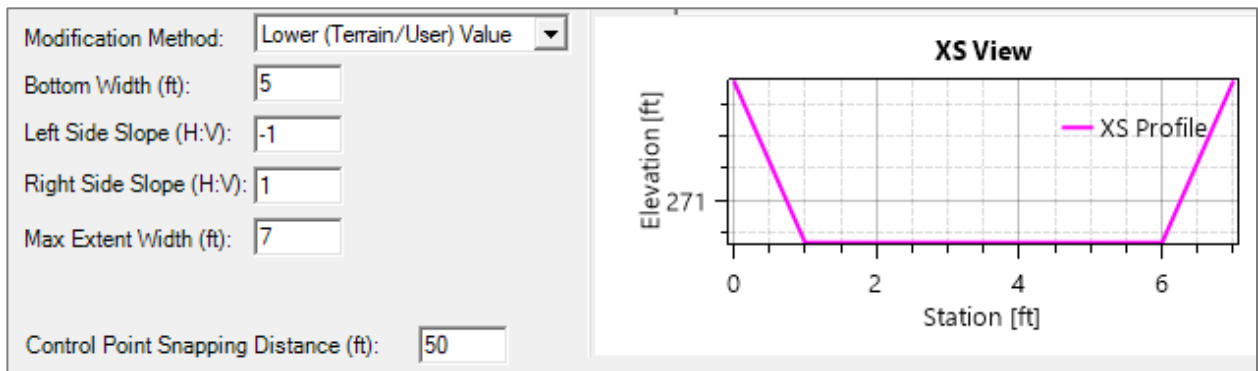 Modification Method: Lower (Terrain/User) Value
Bottom Width (ft): 5
Left Side Slope (H:V): -1
Right Side Slope (H:V): 1
Max Extent Width (ft): 7
Control Point Snapping Distance (ft): 50
XS View
Elevation [ft]
271
XS Profile
0 2 4 6
Station [ft]